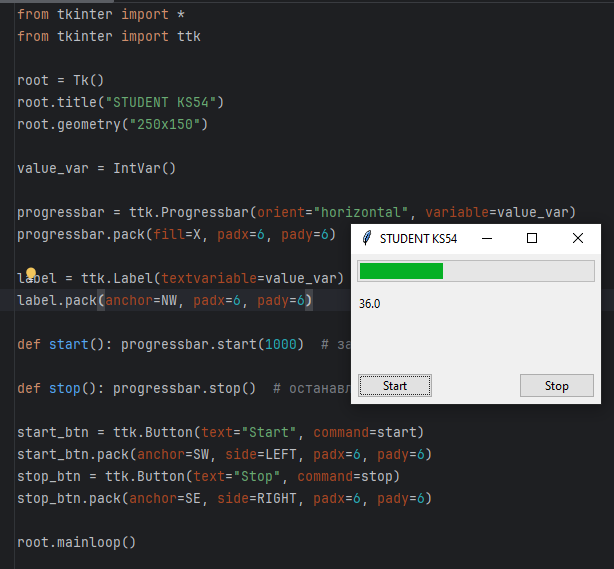 from tkinter import *
from tkinter import ttk
root = Tk()
root.title("STUDENT KS54")
root.geometry("250x150")
value_var = IntVar()
progressbar = ttk.Progressbar(orient="horizontal", variable=value_var)
progressbar.pack(fill=X, padx=6, pady=6)
label = ttk.Label(textvariable=value_var)
label.pack(anchor=NW, padx=6, pady=6)
def start(): progressbar.start(1000)  # за
def stop(): progressbar.stop()  # останавл
start_btn = ttk.Button(text="Start", command=start)
start_btn.pack(anchor=SW, side=LEFT, padx=6, pady=6)
stop_btn = ttk.Button(text="Stop", command=stop)
stop_btn.pack(anchor=SE, side=RIGHT, padx=6, pady=6)
root.mainloop()
STUDENT KS54
36.0
Start Stop